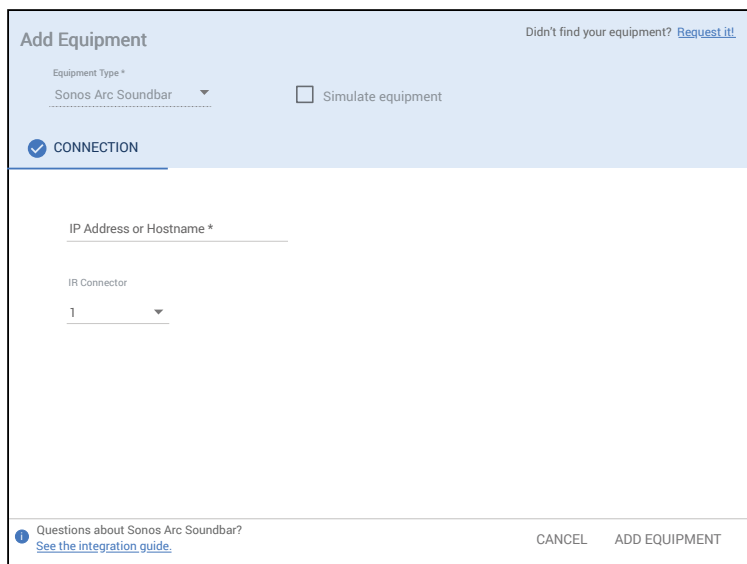 Add Equipment
Didn't find your equipment? Request it!
Equipment Type *
Sonos Arc Soundbar
Simulate equipment
CONNECTION
IP Address or Hostname *
IR Connector
1
Questions about Sonos Arc Soundbar?
See the integration guide.
CANCEL ADD EQUIPMENT